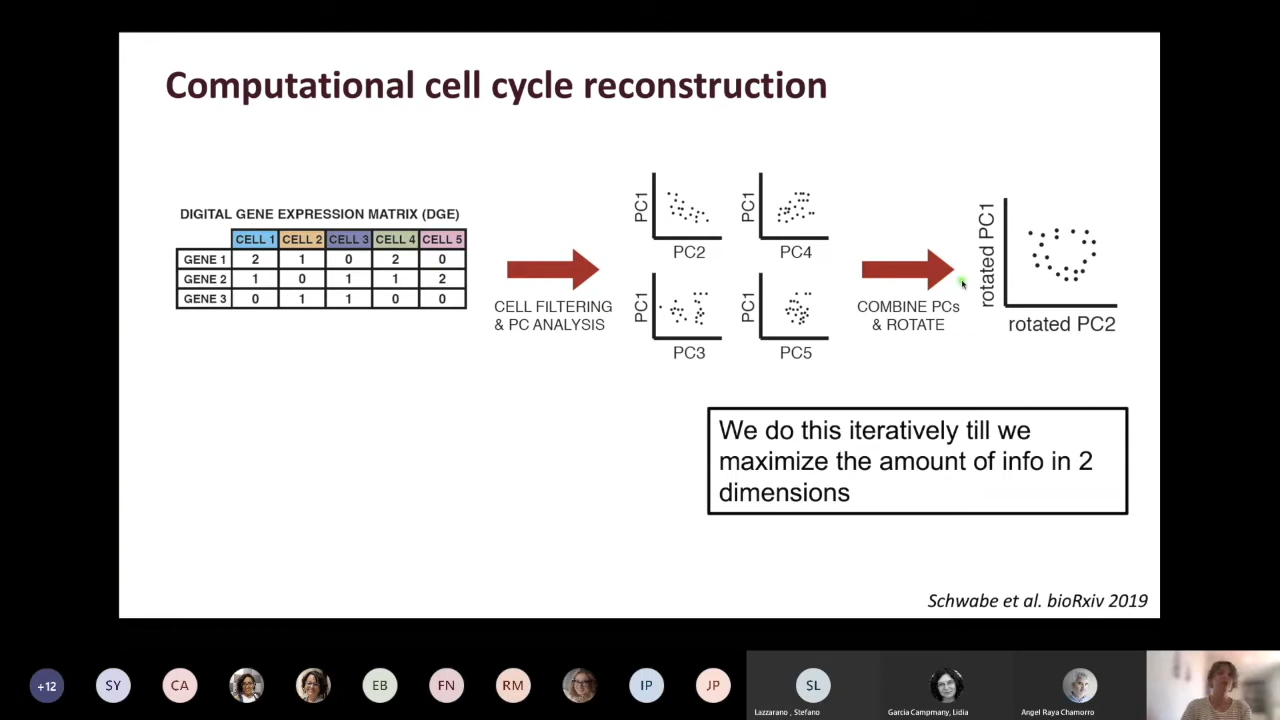 Computational cell cycle reconstruction
DIGITAL GENE EXPRESSION MATRIX (DGE)
CELL 1 CELL 2 CELL 3 CELL 4 CELL 5
GENE 1 2 1 0 2 0
GENE 2 1 0 1 1 2
GENE 3 0 1 1 0 0
CELL FILTERING
& PC ANALYSIS
PC1
PC2
PC1
PC4
PC1
PC3
PC1
PC5
COMBINE PCs
& ROTATE
rotated PC1
rotated PC2
We do this iteratively till we
maximize the amount of info in 2
dimensions
Schwabe et al. bioRxiv 2019
+12
SY
CA
EB
FN
RM
IP
JP
SL
Lazzarano , Stefano
Garcia Campmany, Lidia
Angel Raya Chamorro